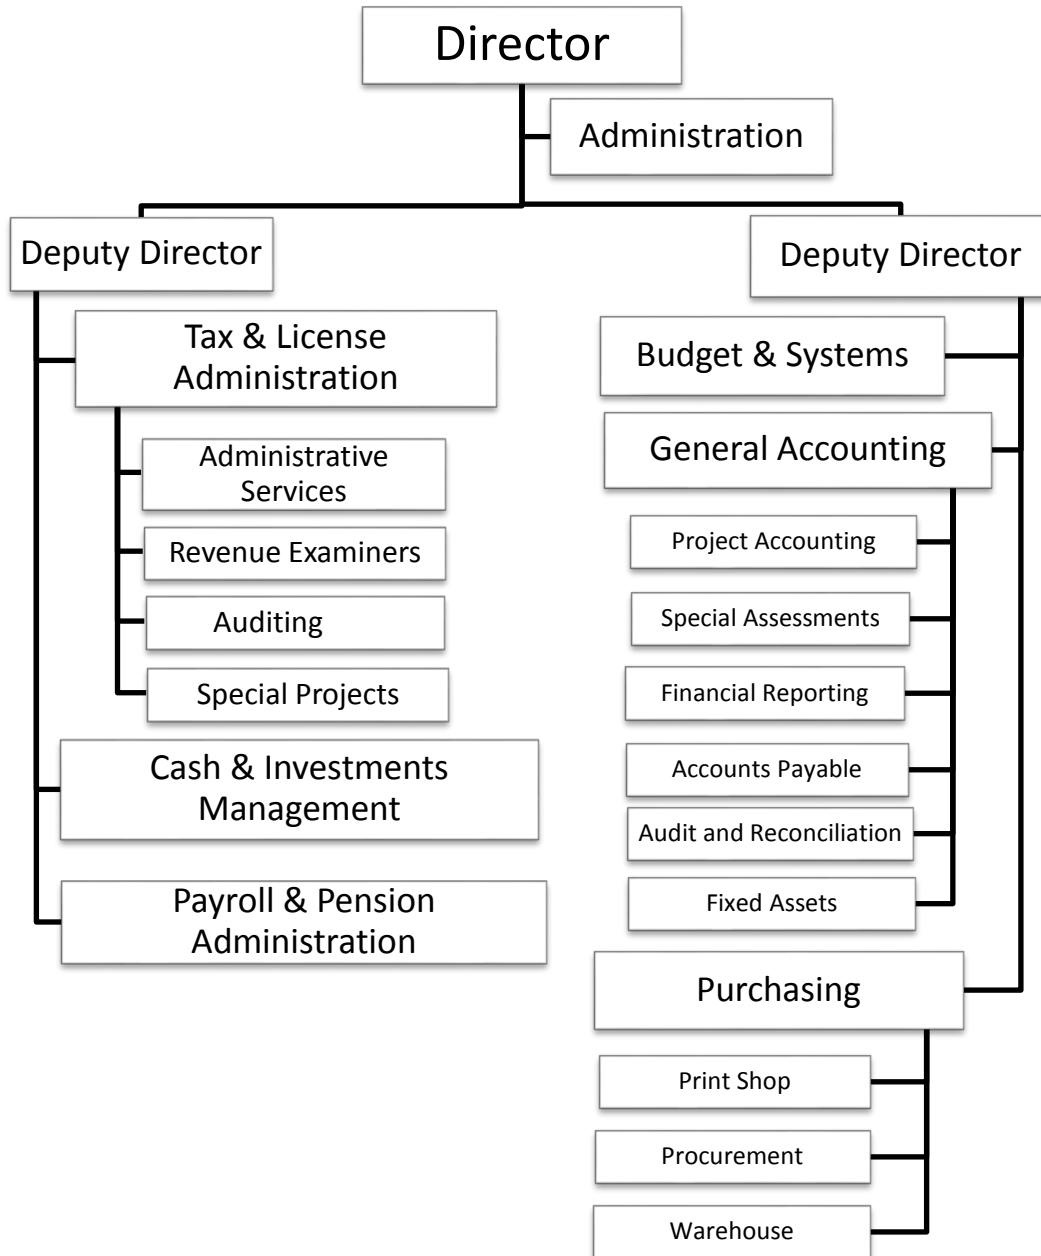 Director
Administration
Deputy Director
Tax & License
Administration
Administrative
Services
Revenue Examiners
Auditing
Special Projects
Cash & Investments
Management
Payroll & Pension
Administration
Deputy Director
Budget & Systems
General Accounting
Project Accounting
Special Assessments
Financial Reporting
Accounts Payable
Audit and Reconciliation
Fixed Assets
Purchasing
Print Shop
Procurement
Warehouse